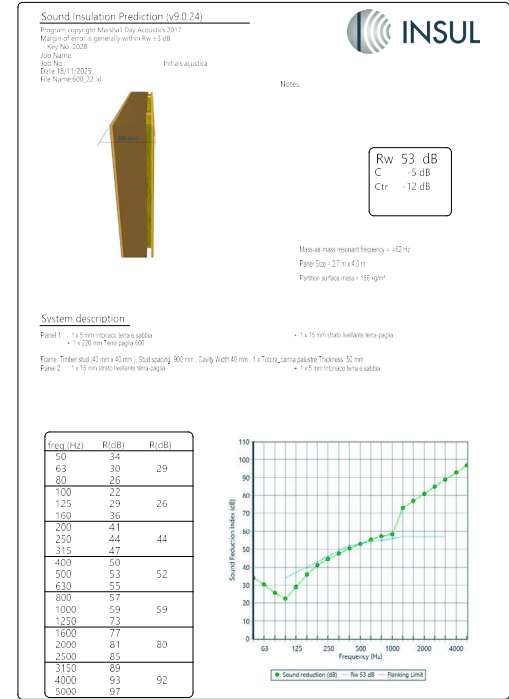 Sound Insulation Prediction (v9.0.24)
INSUL
Program copyright Marshall Day Acoustics 2017
Margin of error is generally within Rw ±3 dB
Key No. 2028
Job Name:
Job No.: Initials:acustica
Date:18/11/2025
File Name:600_22.ixl
Notes:
Rw 53 dB
C -5 dB
Ctr -12 dB
Mass-air-mass resonant frequency = =62 Hz
Panel Size = 2.7 m x 4.0 m
Partition surface mass = 166 kg/m²
System description
Panel 1 : 1 x 5 mm Intonaco terra e sabbia + 1 x 15 mm strato livellante terra-paglia
+ 1 x 220 mm Terra paglia 600
Frame: Timber stud (40 mm x 40 mm ), Stud spacing 900 mm , Cavity Width 40 mm , 1 x Totora_canna palustre Thickness 50 mm
Panel 2 : 1 x 15 mm strato livellante terra-paglia + 1 x 5 mm Intonaco terra e sabbia
freq.(Hz) R(dB) R(dB)
50 34
63 30 29
80 26
100 22
125 29 26
160 36
200 41
250 44 44
315 47
400 50
500 53 52
630 55
800 57
1000 59 59
1250 73
1600 77
2000 81 80
2500 85
3150 89
4000 93 92
5000 97
Sound Reduction Index (dB)
110
100
90
80
70
60
50
40
30
20
10
0
63 125 250 500 1000 2000 4000
Frequency (Hz)
Sound reduction (dB) Rw 53 dB Flanking Limit